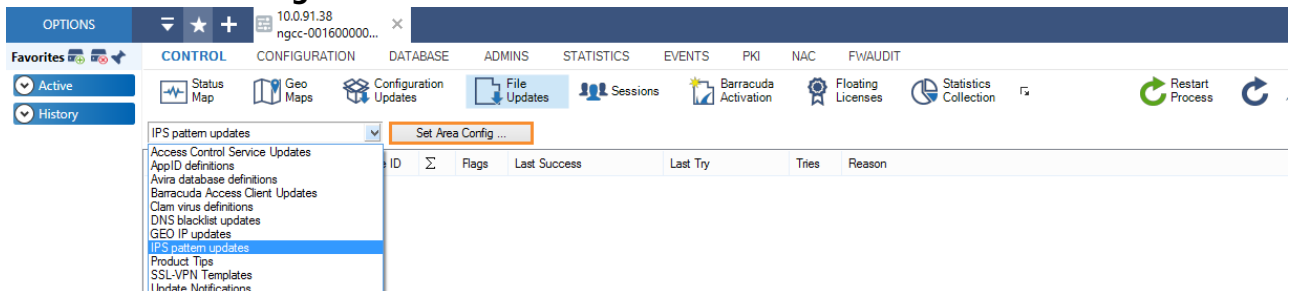 OPTIONS
10.0.91.38
ngcc-001600000...
Favorites
CONTROL CONFIGURATION DATABASE ADMINS STATISTICS EVENTS PKI NAC FWAUDIT
Active
History
Status Map
Geo Maps
Configuration Updates
File Updates
Sessions
Barracuda Activation
Floating Licenses
Statistics Collection
Restart Process
IPS pattern updates
Set Area Config ...
ID Σ Flags Last Success Last Try Tries Reason
Access Control Service Updates
AppID definitions
Avira database definitions
Barracuda Access Client Updates
Clam virus definitions
DNS blacklist updates
GEO IP updates
IPS pattern updates
Product Tips
SSL-VPN Templates
Update Notifications